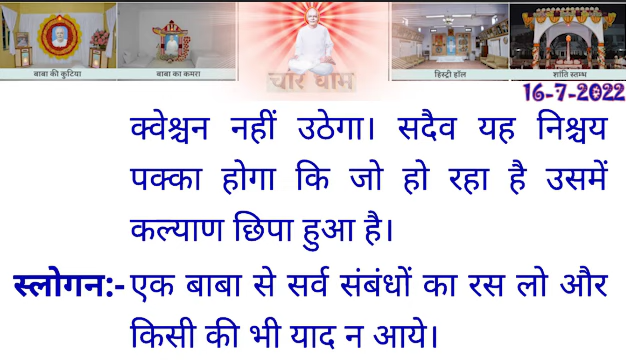 बाबा की कुटिया
बाबा का कमरा
चार धाम
हिस्ट्री हॉल
शांति स्तम्भ
16-7-2022
क्वेश्चन नहीं उठेगा। सदैव यह निश्चय
पक्का होगा कि जो हो रहा है उसमें
कल्याण छिपा हुआ है।
स्लोगन:- एक बाबा से सर्व संबंधों का रस लो और
किसी की भी याद न आये।